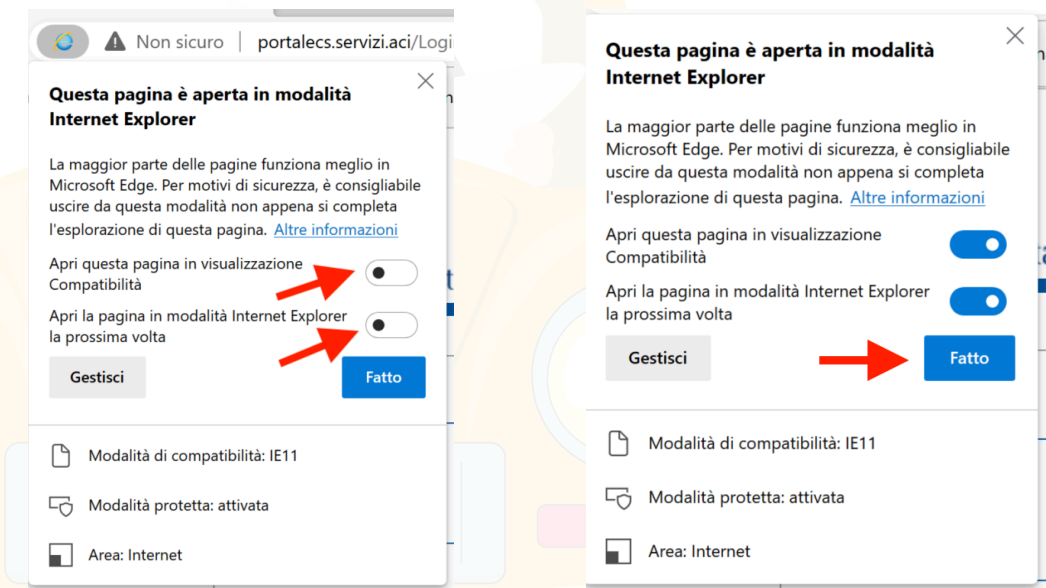 Non sicuro | portalecs.servizi.aci/Logi
Questa pagina è aperta in modalità
Internet Explorer
La maggior parte delle pagine funziona meglio in
Microsoft Edge. Per motivi di sicurezza, è consigliabile
uscire da questa modalità non appena si completa
l'esplorazione di questa pagina. Altre informazioni
Apri questa pagina in visualizzazione
Compatibilità
Apri la pagina in modalità Internet Explorer
la prossima volta
Gestisci
Fatto
Modalità di compatibilità: IE11
Modalità protetta: attivata
Area: Internet
Questa pagina è aperta in modalità
Internet Explorer
La maggior parte delle pagine funziona meglio in
Microsoft Edge. Per motivi di sicurezza, è consigliabile
uscire da questa modalità non appena si completa
l'esplorazione di questa pagina. Altre informazioni
Apri questa pagina in visualizzazione
Compatibilità
Apri la pagina in modalità Internet Explorer
la prossima volta
Gestisci
Fatto
Modalità di compatibilità: IE11
Modalità protetta: attivata
Area: Internet